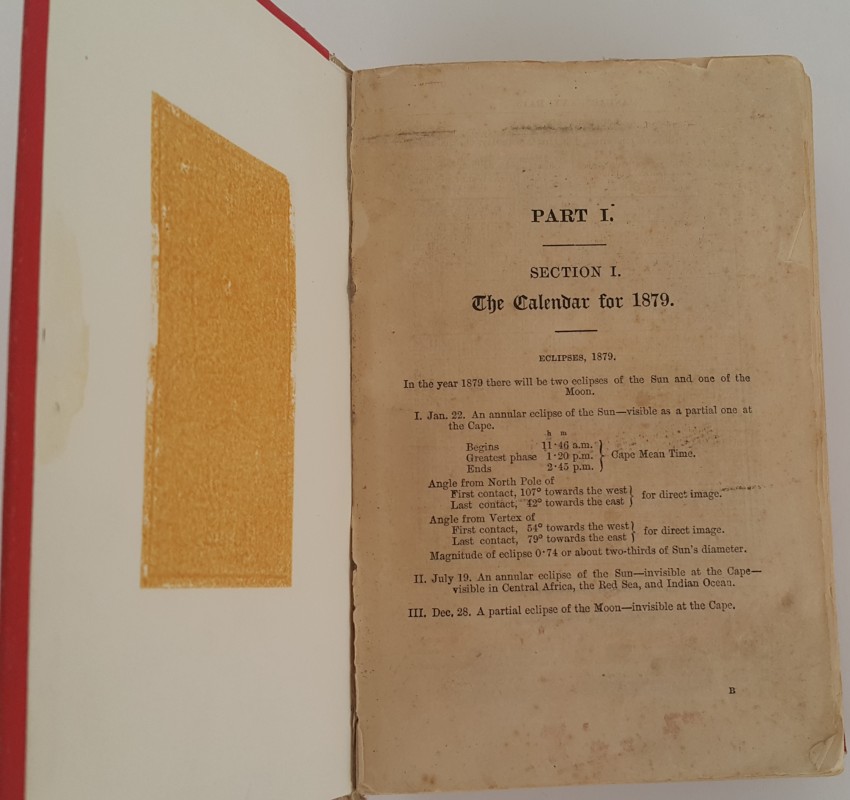 PART I.
SECTION I.
The Calendar for 1879.
ECLIPSES, 1879.
In the year 1879 there will be two eclipses of the Sun and one of the
Moon.
I. Jan. 22. An annular eclipse of the Sun—visible as a partial one at
the Cape.
h m
Begins 11·46 a.m.
Greatest phase 1·20 p.m. } Cape Mean Time.
Ends 2·45 p.m.
Angle from North Pole of
First contact, 107° towards the west } for direct image.
Last contact, 42° towards the east
Angle from Vertex of
First contact, 54° towards the west } for direct image.
Last contact, 79° towards the east
Magnitude of eclipse 0·74 or about two-thirds of Sun's diameter.
II. July 19. An annular eclipse of the Sun—invisible at the Cape—
visible in Central Africa, the Red Sea, and Indian Ocean.
III. Dec. 28. A partial eclipse of the Moon—invisible at the Cape.
B